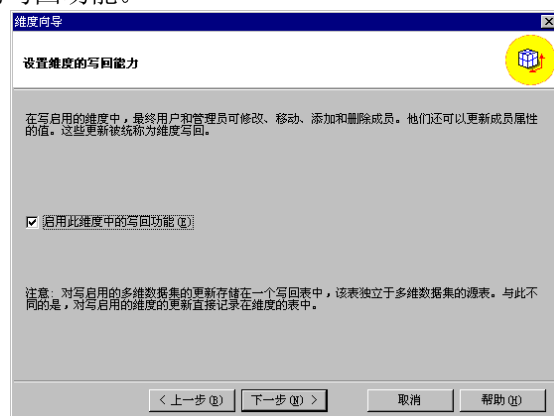 写回功能。
维度向导
设置维度的写回能力
在写启用的维度中，最终用户和管理员可修改、移动、添加和删除成员。他们还可以更新成员属性
的值。这些更新被统称为维度写回。
启用此维度中的写回功能(E)
注意: 对写启用的多维数据集的更新存储在一个写回表中，该表独立于多维数据集的源表。与此不
同的是，对写启用的维度的更新直接记录在维度的表中。
< 上一步(B) 下一步(N) > 取消 帮助(H)